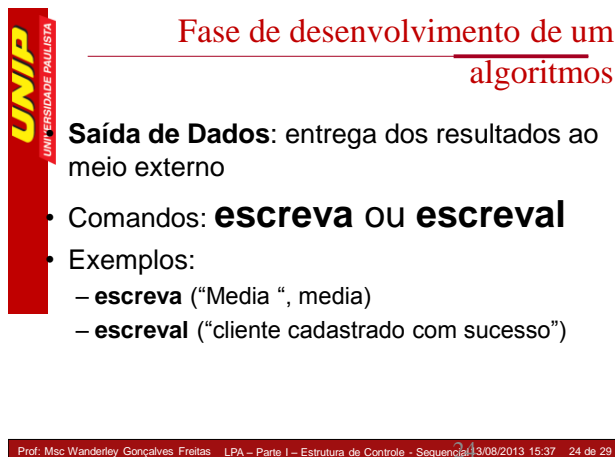 Fase de desenvolvimento de um
algoritmos
UNIP
UNIVERSIDADE PAULISTA
• Saída de Dados: entrega dos resultados ao
meio externo
• Comandos: escreva ou escreval
• Exemplos:
– escreva (“Media “, media)
– escreval (“cliente cadastrado com sucesso”)
Prof: Msc Wanderley Gonçalves Freitas LPA – Parte I – Estrutura de Controle - Sequencial 24 13/08/2013 15:37 24 de 29